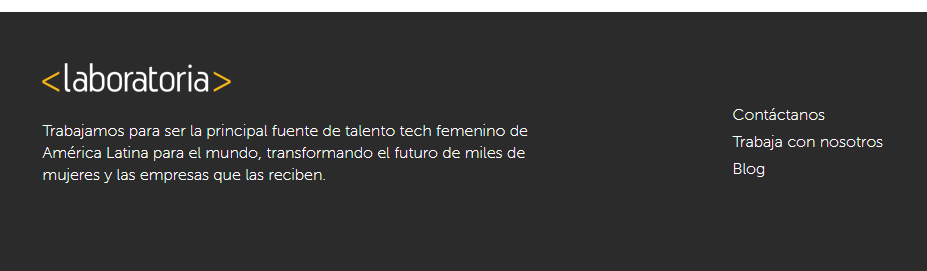 <laboratoria>
Trabajamos para ser la principal fuente de talento tech femenino de
América Latina para el mundo, transformando el futuro de miles de
mujeres y las empresas que las reciben.
Contáctanos
Trabaja con nosotros
Blog